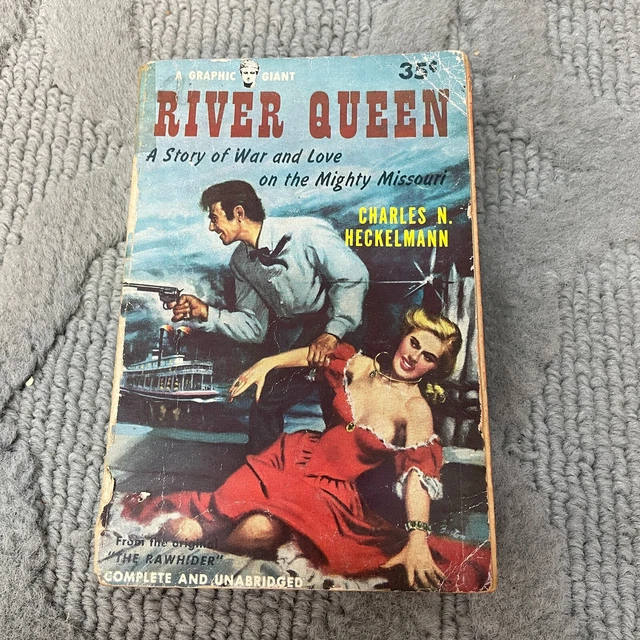 A GRAPHIC GIANT
35¢
RIVER QUEEN
A Story of War and Love
on the Mighty Missouri
CHARLES N.
HECKELMANN
From the original
"THE RAWHIDER"
COMPLETE AND UNABRIDGED